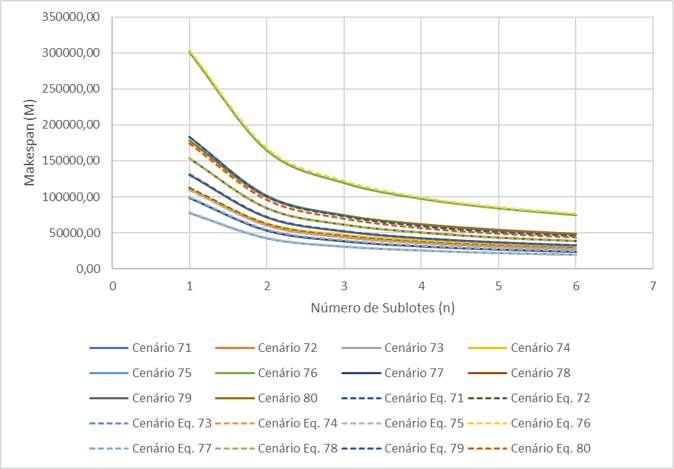 350000,00
300000,00
250000,00
200000,00
150000,00
100000,00
50000,00
0,00
Makespan (M)
0 1 2 3 4 5 6 7
Número de Sublotes (n)
Cenário 71 Cenário 72 Cenário 73 Cenário 74
Cenário 75 Cenário 76 Cenário 77 Cenário 78
Cenário 79 Cenário 80 Cenário Eq. 71 Cenário Eq. 72
Cenário Eq. 73 Cenário Eq. 74 Cenário Eq. 75 Cenário Eq. 76
Cenário Eq. 77 Cenário Eq. 78 Cenário Eq. 79 Cenário Eq. 80